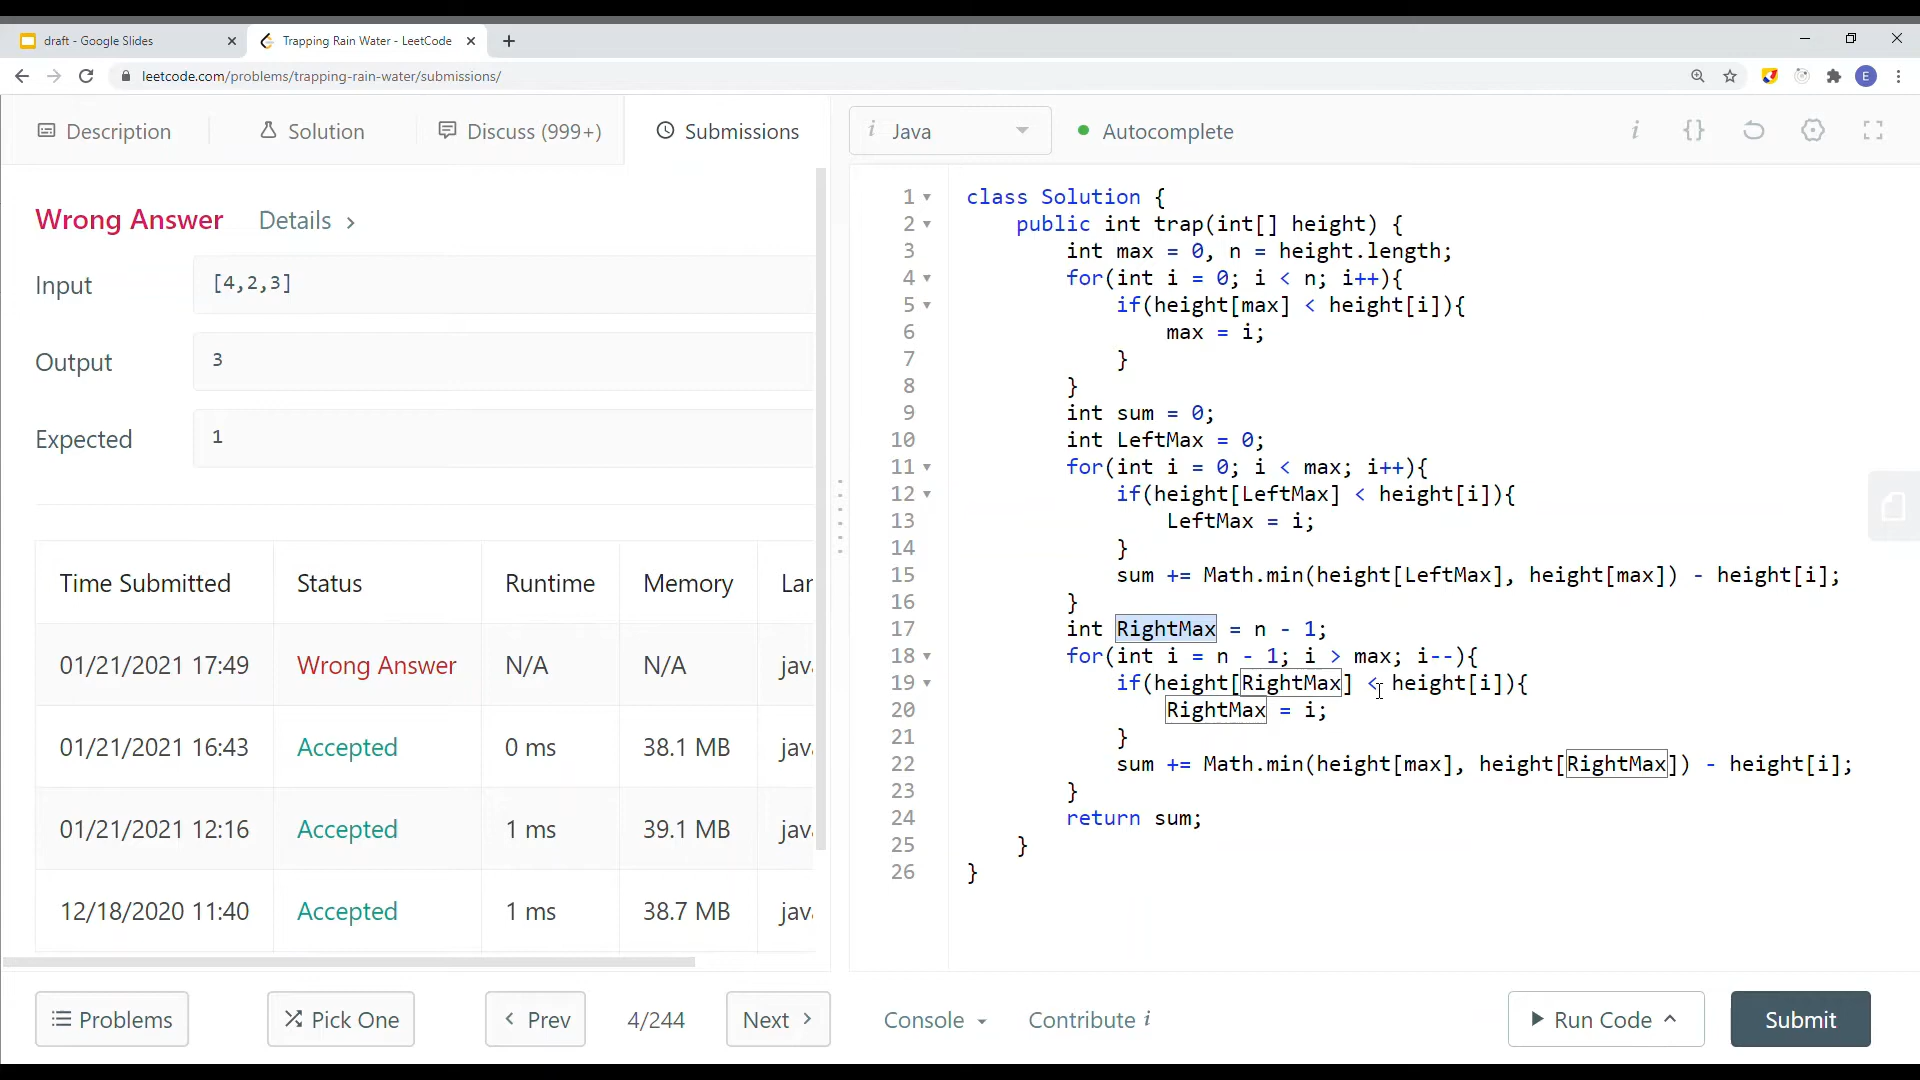 draft - Google Slides
Trapping Rain Water - LeetCode
leetcode.com/problems/trapping-rain-water/submissions/
E
Description
Solution
Discuss (999+)
Submissions
Wrong Answer
Details
Input
[4,2,3]
Output
3
Expected
1
Time Submitted
Status
Runtime
Memory
Lar
01/21/2021 17:49
Wrong Answer
N/A
N/A
java
01/21/2021 16:43
Accepted
0 ms
38.1 MB
java
01/21/2021 12:16
Accepted
1 ms
39.1 MB
java
12/18/2020 11:40
Accepted
1 ms
38.7 MB
java
Problems
Pick One
Prev
4/244
Next
i Java
Autocomplete
i
{}
1 class Solution {
2 public int trap(int[] height) {
3 int max = 0, n = height.length;
4 for(int i = 0; i < n; i++){
5 if(height[max] < height[i]){
6 max = i;
7 }
8 }
9 int sum = 0;
10 int LeftMax = 0;
11 for(int i = 0; i < max; i++){
12 if(height[LeftMax] < height[i]){
13 LeftMax = i;
14 }
15 sum += Math.min(height[LeftMax], height[max]) - height[i];
16 }
17 int RightMax = n - 1;
18 for(int i = n - 1; i > max; i--){
19 if(height[RightMax] < height[i]){
20 RightMax = i;
21 }
22 sum += Math.min(height[max], height[RightMax]) - height[i];
23 }
24 return sum;
25 }
26 }
Console
Contribute i
Run Code
Submit